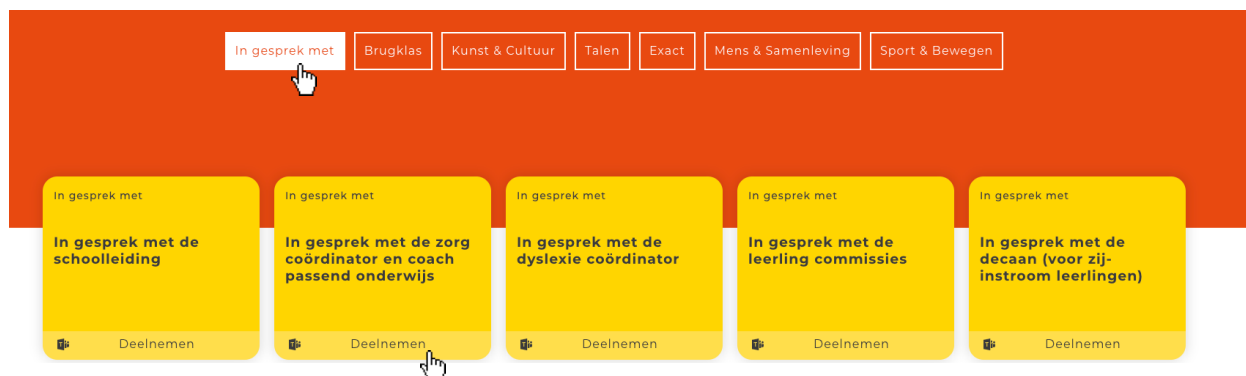 In gesprek met
Brugklas
Kunst & Cultuur
Talen
Exact
Mens & Samenleving
Sport & Bewegen
In gesprek met
In gesprek met de
schoolleiding
Deelnemen
In gesprek met
In gesprek met de zorg
coördinator en coach
passend onderwijs
Deelnemen
In gesprek met
In gesprek met de
dyslexie coördinator
Deelnemen
In gesprek met
In gesprek met de
leerling commissies
Deelnemen
In gesprek met
In gesprek met de
decaan (voor zij-
instroom leerlingen)
Deelnemen